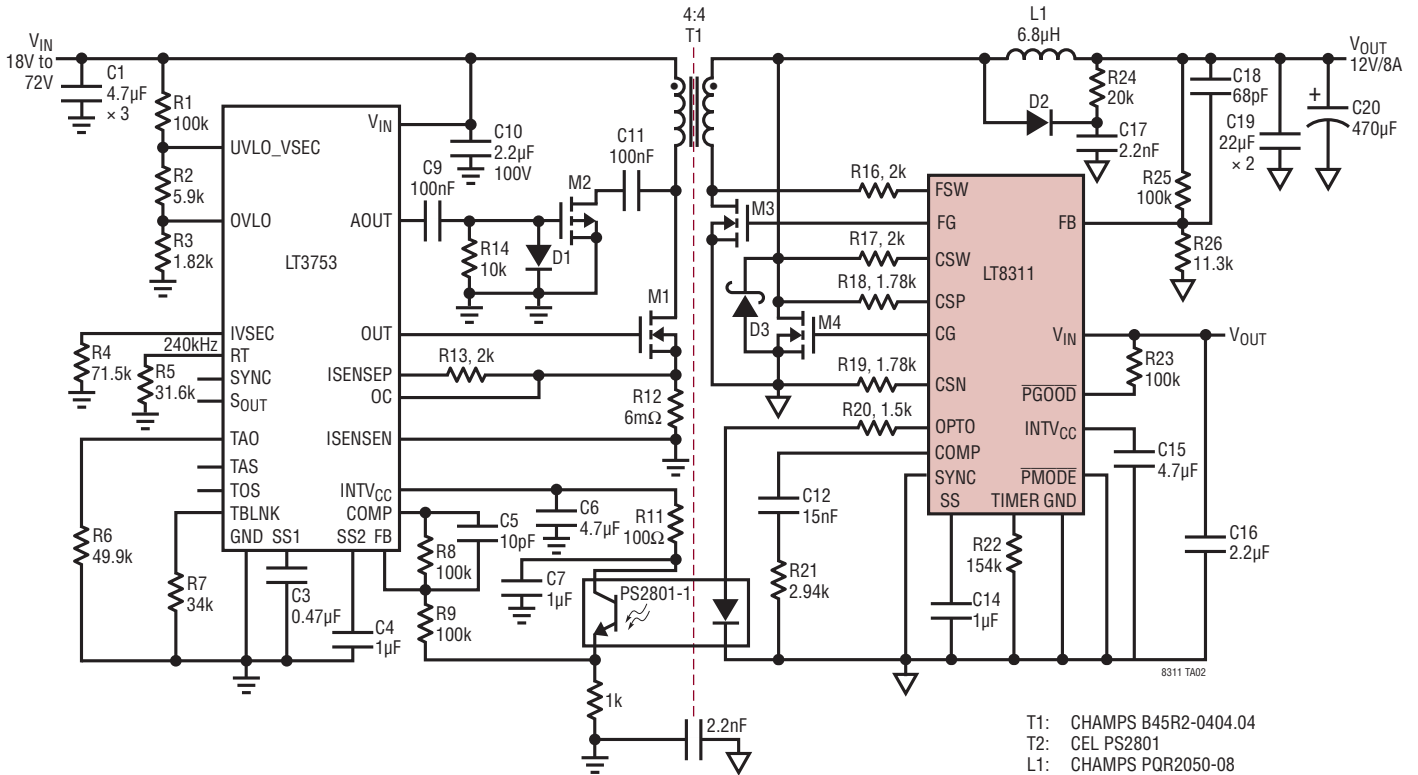 4:4
T1
L1
6.8µH
VIN
18V to
72V
VOUT
12V/8A
C1
4.7µF
× 3
R1
100k
R2
5.9k
R3
1.82k
VIN
UVLO_VSEC
OVLO
AOUT
LT3753
IVSEC
240kHz
RT
SYNC
SOUT
TAO
TAS
TOS
TBLNK
GND SS1
SS2 FB
OUT
ISENSEP
OC
ISENSEN
INTVCC
COMP
R4
71.5k
R5
31.6k
R6
49.9k
R7
34k
C3
0.47µF
C4
1µF
C10
2.2µF
100V
C9
100nF
C11
100nF
M2
R14
10k
D1
M1
R13, 2k
R12
6mΩ
C6
4.7µF
R11
100Ω
C5
10pF
R8
100k
R9
100k
C7
1µF
PS2801-1
1k
2.2nF
D2
R24
20k
C17
2.2nF
C18
68pF
C19
22µF
× 2
+
C20
470µF
R25
100k
R26
11.3k
R16, 2k
M3
R17, 2k
R18, 1.78k
D3
M4
R19, 1.78k
R20, 1.5k
FSW
FG
CSW
CSP
CG
CSN
OPTO
COMP
SYNC
SS
TIMER GND
LT8311
FB
VIN
PGOOD
INTVCC
PMODE
VOUT
R23
100k
C15
4.7µF
C16
2.2µF
C12
15nF
R21
2.94k
C14
1µF
R22
154k
8311 TA02
T1: CHAMPS B45R2-0404.04
T2: CEL PS2801
L1: CHAMPS PQR2050-08